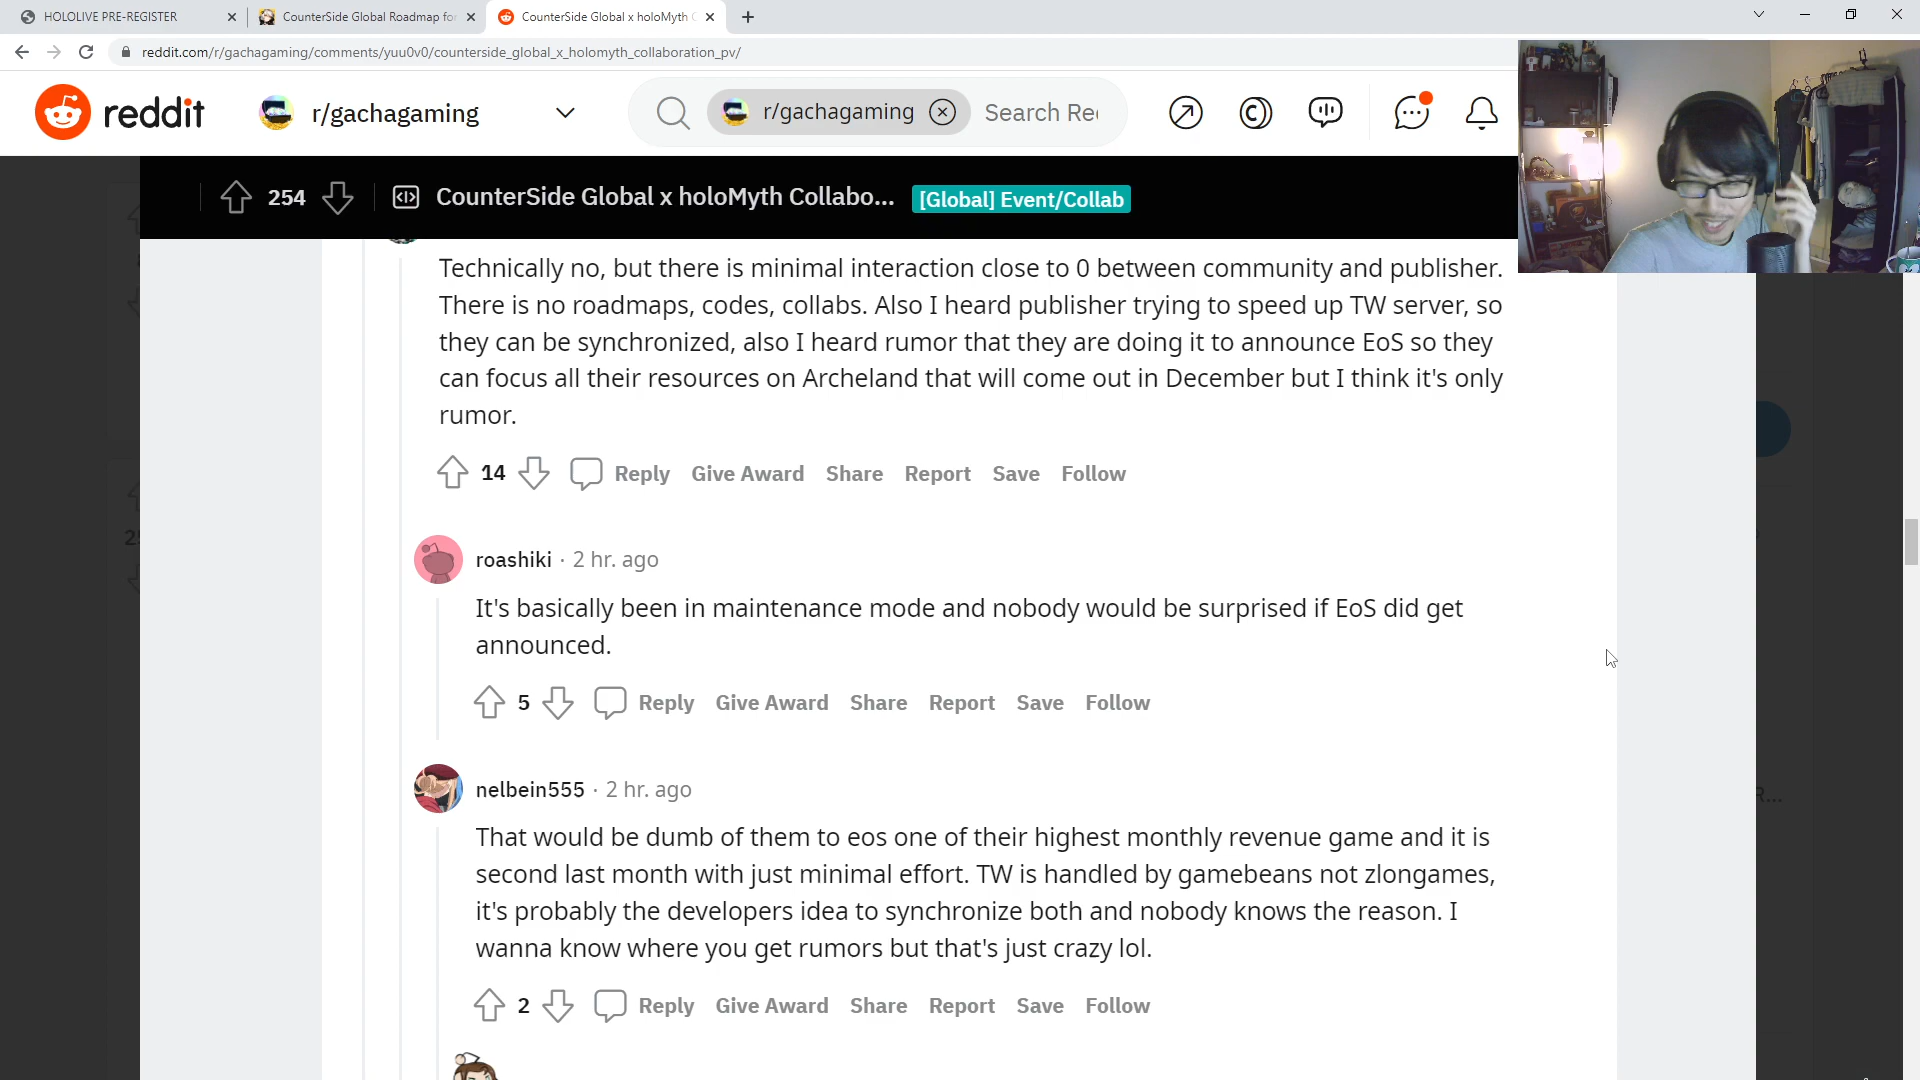 HOLOLIVE PRE-REGISTER
CounterSide Global Roadmap for
CounterSide Global x holoMyth C
reddit.com/r/gachagaming/comments/yuu0v0/counterside_global_x_holomyth_collaboration_pv/
reddit
r/gachagaming
r/gachagaming
Search Re
254
CounterSide Global x holoMyth Collabo...
[Global] Event/Collab
Technically no, but there is minimal interaction close to 0 between community and publisher.
There is no roadmaps, codes, collabs. Also I heard publisher trying to speed up TW server, so
they can be synchronized, also I heard rumor that they are doing it to announce EoS so they
can focus all their resources on Archeland that will come out in December but I think it's only
rumor.
14 Reply Give Award Share Report Save Follow
roashiki · 2 hr. ago
It's basically been in maintenance mode and nobody would be surprised if EoS did get
announced.
5 Reply Give Award Share Report Save Follow
nelbein555 · 2 hr. ago
That would be dumb of them to eos one of their highest monthly revenue game and it is
second last month with just minimal effort. TW is handled by gamebeans not zlongames,
it's probably the developers idea to synchronize both and nobody knows the reason. I
wanna know where you get rumors but that's just crazy lol.
2 Reply Give Award Share Report Save Follow